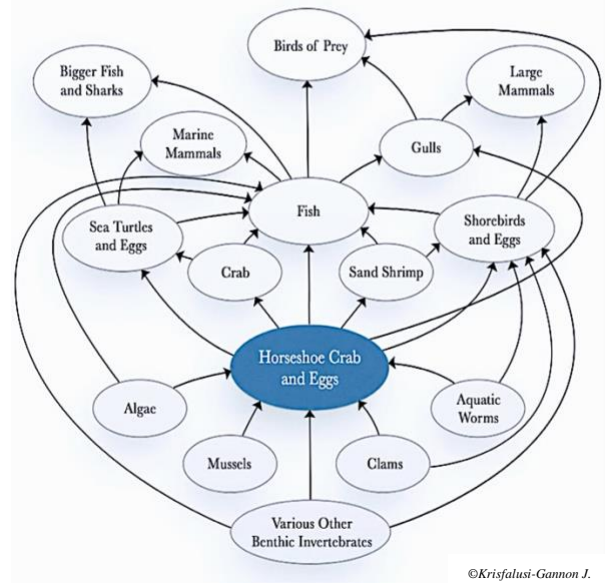 Birds of Prey
Bigger Fish
and Sharks
Large
Mammals
Marine
Mammals
Gulls
Fish
Sea Turtles
and Eggs
Shorebirds
and Eggs
Crab
Sand Shrimp
Horseshoe Crab
and Eggs
Algae
Aquatic
Worms
Mussels
Clams
Various Other
Benthic Invertebrates
©Krisfalusi-Gannon J.